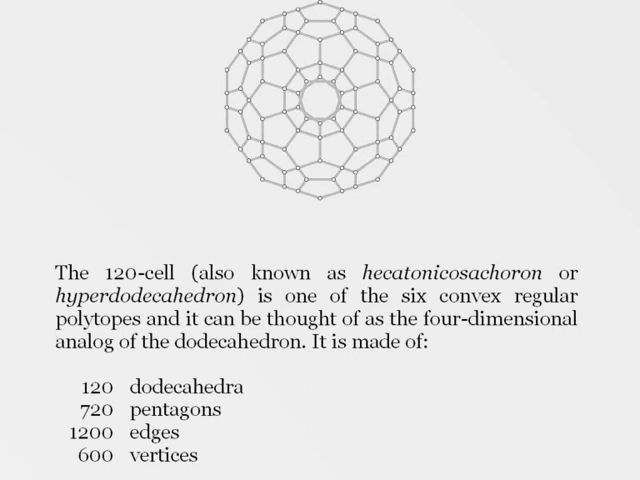 The 120-cell (also known as hecatonicosachoron or
hyperdodecahedron) is one of the six convex regular
polytopes and it can be thought of as the four-dimensional
analog of the dodecahedron. It is made of:
120 dodecahedra
720 pentagons
1200 edges
600 vertices